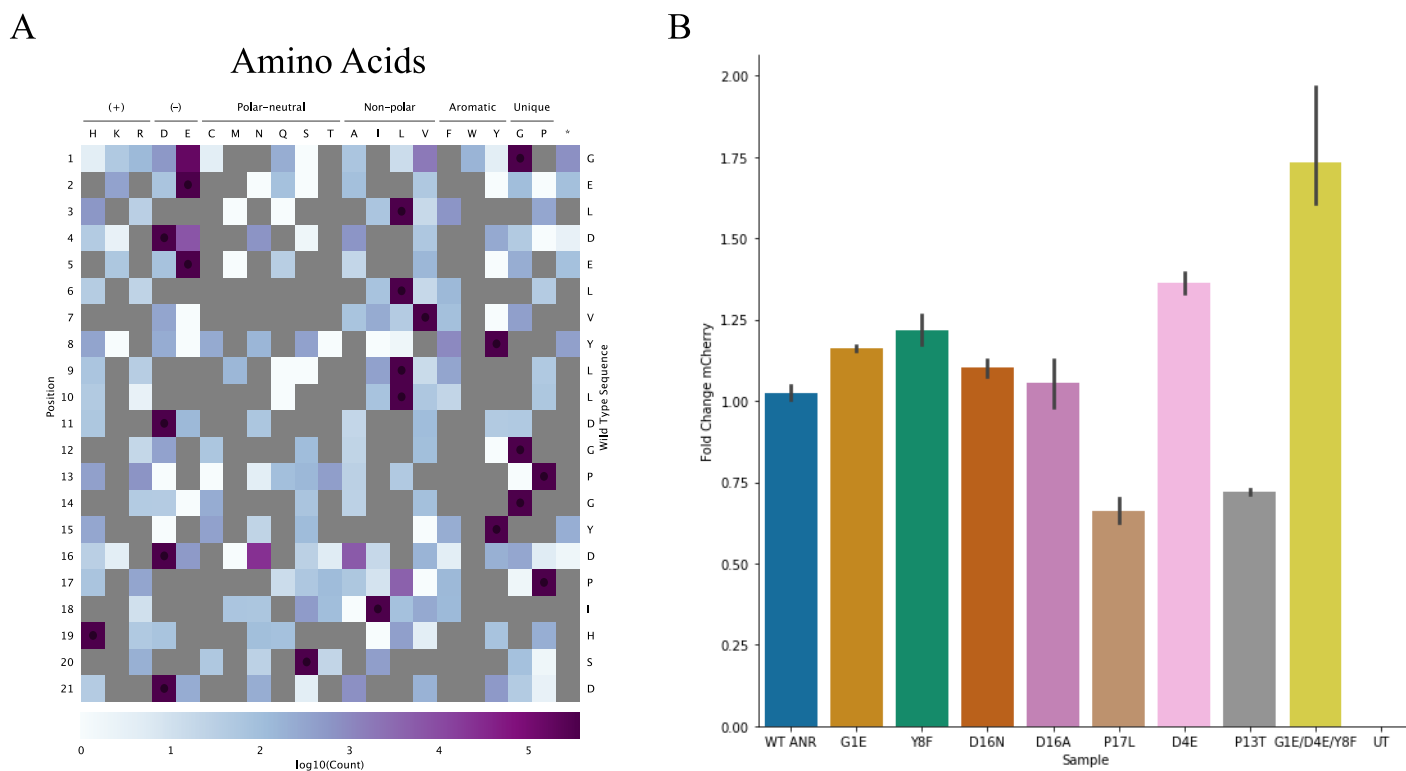 A
B
Amino Acids
(+) (-) Polar-neutral Non-polar Aromatic Unique
H K R D E C M N Q S T A I L V F W Y G P *
1 G
2 E
3 L
4 D
5 E
6 L
7 V
8 Y
9 L
10 L
11 D
12 G
13 P
14 G
15 Y
16 D
17 P
18 I
19 H
20 S
21 D
Position
Wild Type Sequence
0 1 2 3 4 5
log10(Count)
2.00
1.75
1.50
1.25
1.00
0.75
0.50
0.25
0.00
Fold Change mCherry
WT ANR G1E Y8F D16N D16A P17L D4E P13T G1E/D4E/Y8F UT
Sample